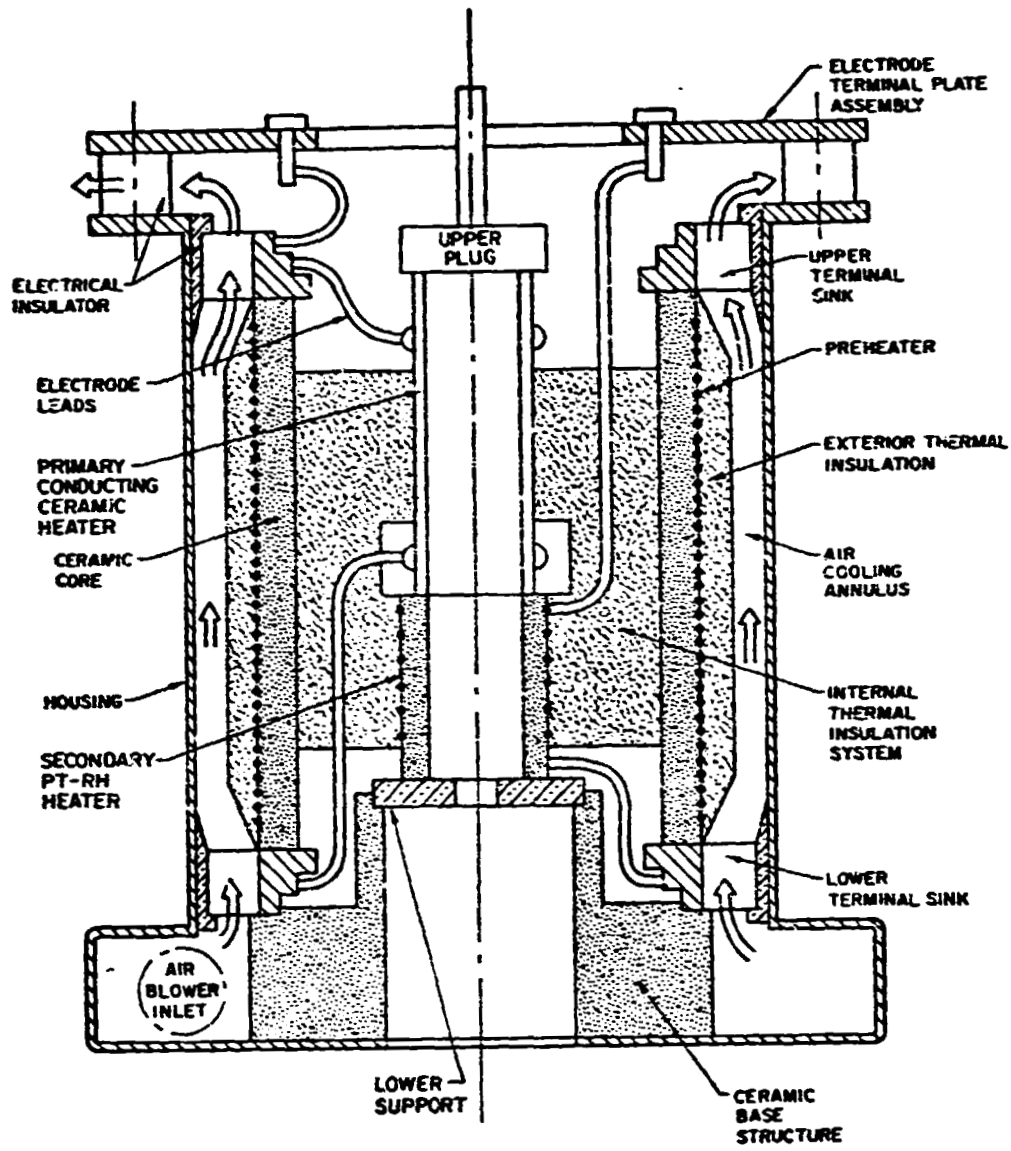 ELECTRODE
TERMINAL PLATE
ASSEMBLY
UPPER
PLUG
ELECTRICAL
INSULATOR
UPPER
TERMINAL
SINK
ELECTRODE
LEADS
PREHEATER
PRIMARY
CONDUCTING
CERAMIC
HEATER
EXTERIOR THERMAL
INSULATION
CERAMIC
CORE
AIR
COOLING
ANNULUS
HOUSING
INTERNAL
THERMAL
INSULATION
SYSTEM
SECONDARY
PT-RH
HEATER
LOWER
TERMINAL SINK
AIR
BLOWER
INLET
LOWER
SUPPORT
CERAMIC
BASE
STRUCTURE